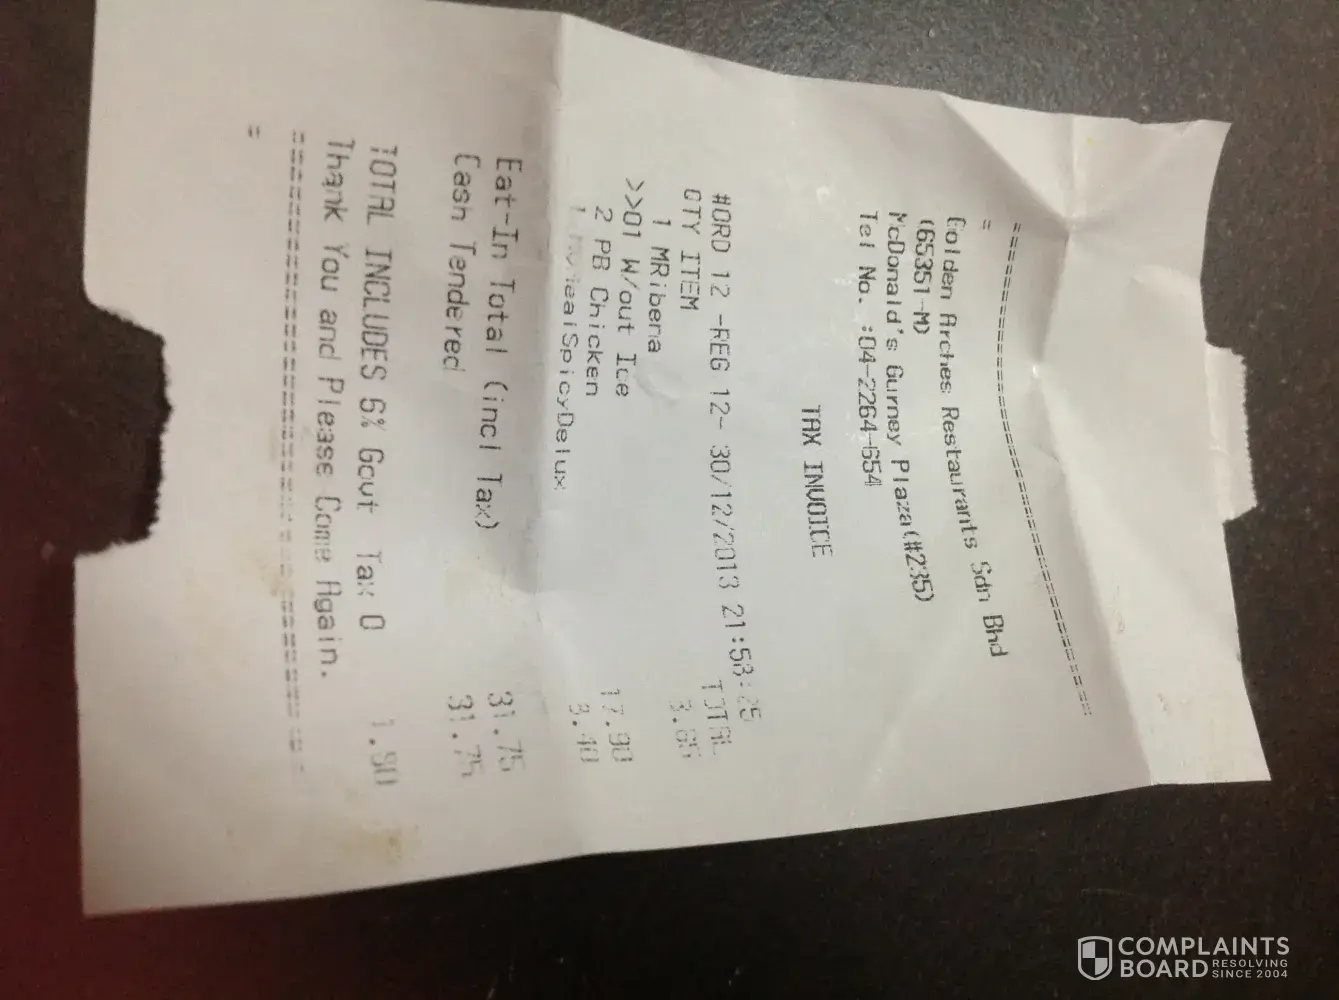 ================================
=
Golden Arches Restaurants Sdn Bhd
(65351-M)
McDonald's Gurney Plaza(#235)
Tel No. :04-2264-654
TAX INVOICE
#ORD 12 -REG 12- 30/12/2013 21:53:25
QTY ITEM TOTAL
1 MRibena 3.65
>>01 W/out Ice
2 PB Chicken 17.90
1 SpicyDelux
Eat-In Total (incl Tax) 31.75
Cash Tendered 31.75
TOTAL INCLUDES 6% Govt Tax 0 1.80
Thank You and Please Come Again.
================================
=
COMPLAINTS
BOARD RESOLVING
SINCE 2004